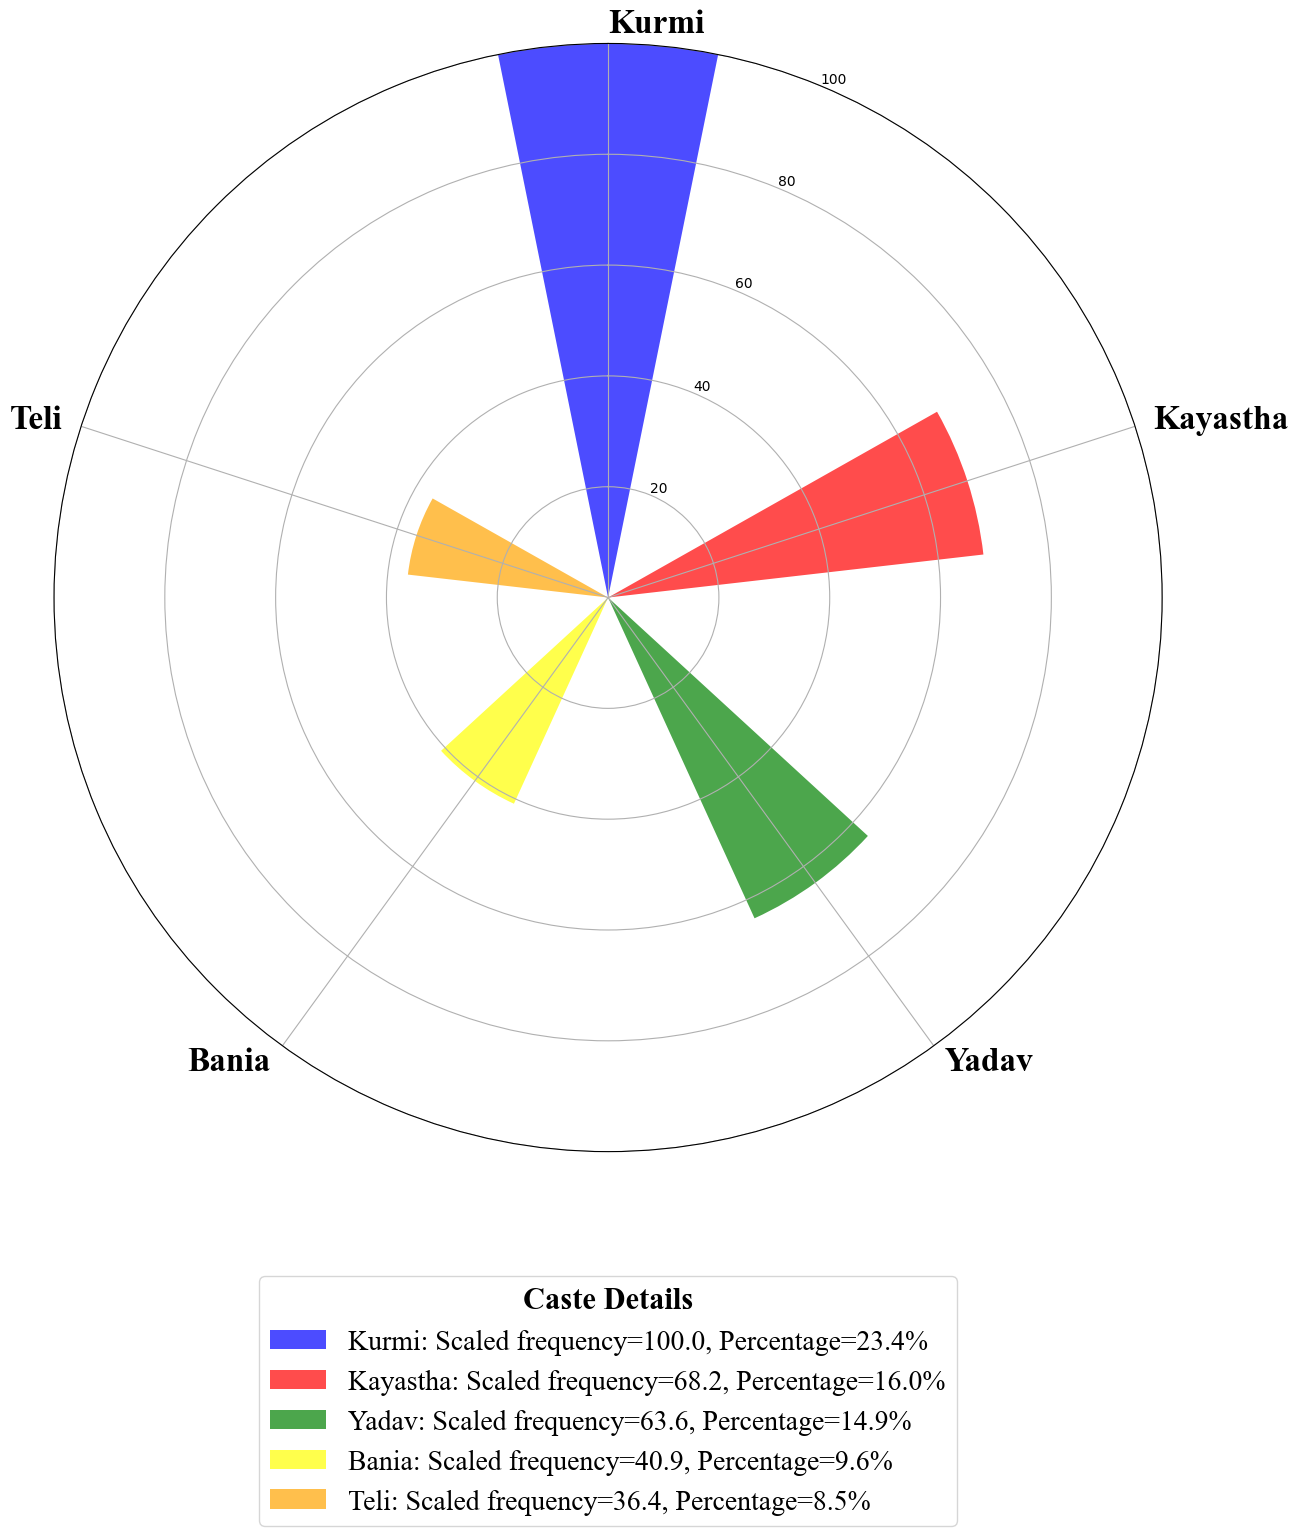 Kurmi
100
80
60
40
20
Teli
Kayastha
Bania
Yadav
Caste Details
Kurmi: Scaled frequency=100.0, Percentage=23.4%
Kayastha: Scaled frequency=68.2, Percentage=16.0%
Yadav: Scaled frequency=63.6, Percentage=14.9%
Bania: Scaled frequency=40.9, Percentage=9.6%
Teli: Scaled frequency=36.4, Percentage=8.5%